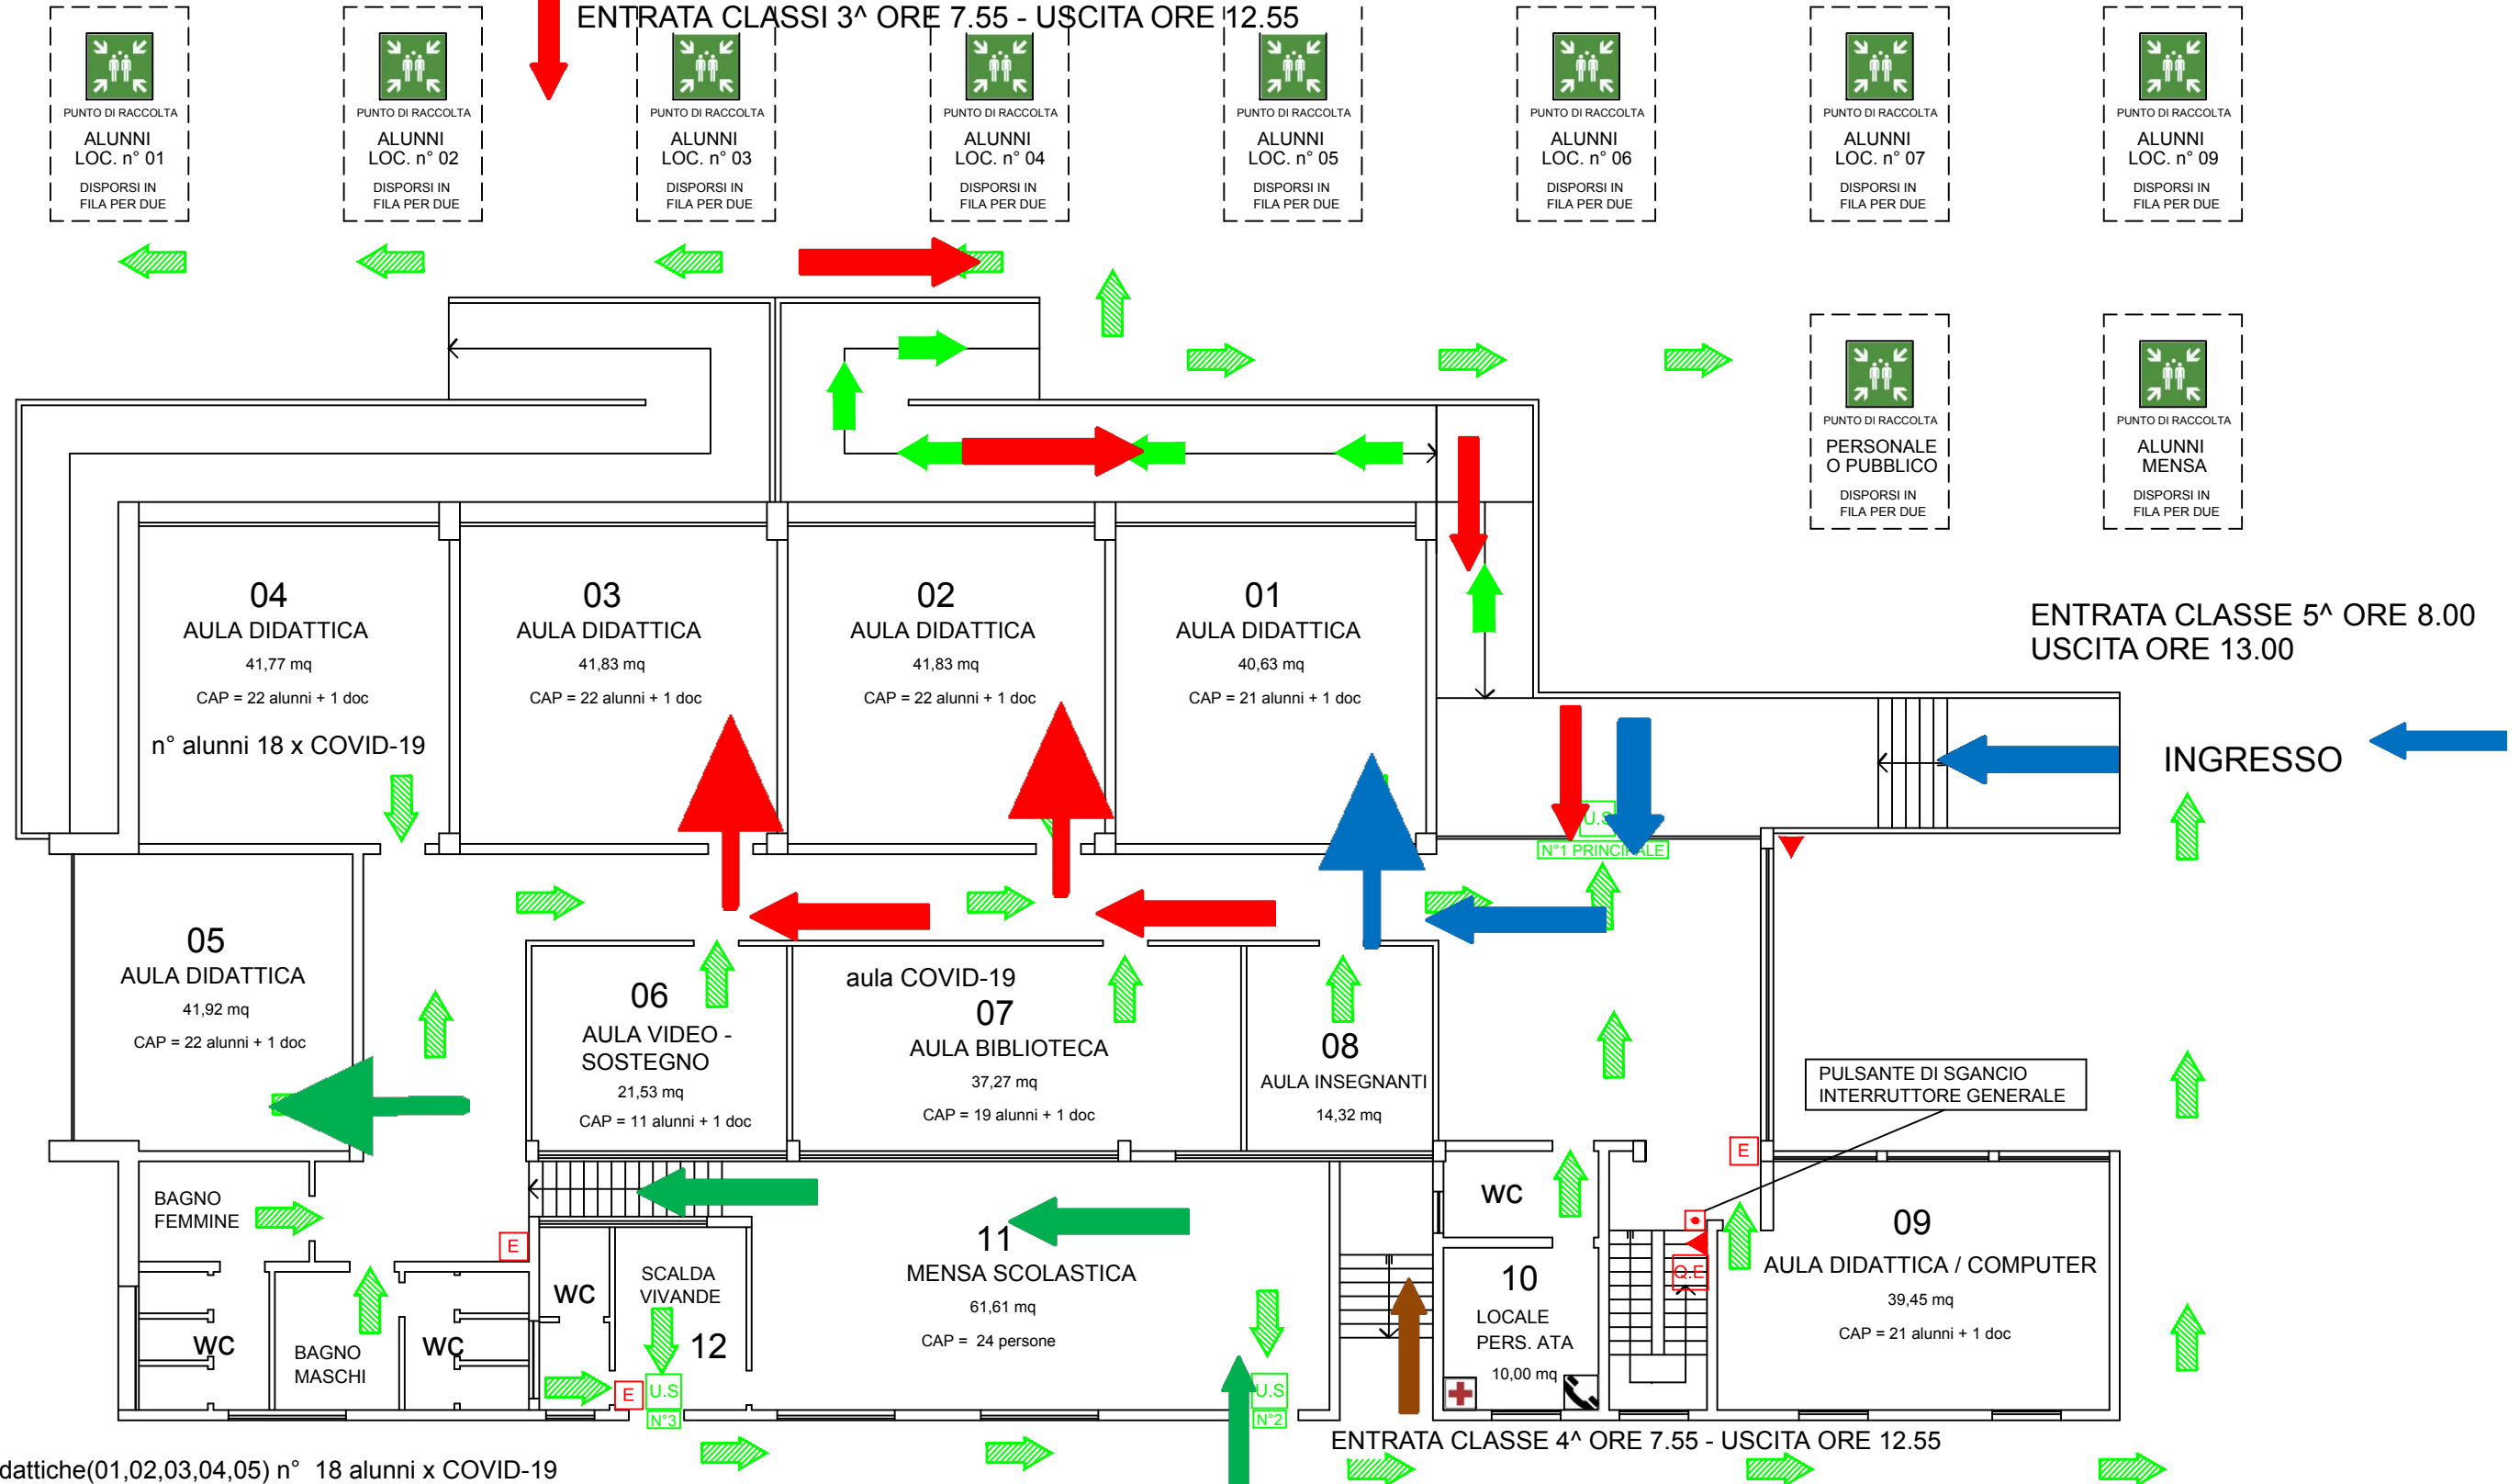 ENTRATA CLASSI 3^ ORE 7.55 - USCITA ORE 12.55
PUNTO DI RACCOLTA
ALUNNI
LOC. n° 01
DISPORSI IN
FILA PER DUE
PUNTO DI RACCOLTA
ALUNNI
LOC. n° 02
DISPORSI IN
FILA PER DUE
PUNTO DI RACCOLTA
ALUNNI
LOC. n° 03
DISPORSI IN
FILA PER DUE
PUNTO DI RACCOLTA
ALUNNI
LOC. n° 04
DISPORSI IN
FILA PER DUE
PUNTO DI RACCOLTA
ALUNNI
LOC. n° 05
DISPORSI IN
FILA PER DUE
PUNTO DI RACCOLTA
ALUNNI
LOC. n° 06
DISPORSI IN
FILA PER DUE
PUNTO DI RACCOLTA
ALUNNI
LOC. n° 07
DISPORSI IN
FILA PER DUE
PUNTO DI RACCOLTA
ALUNNI
LOC. n° 09
DISPORSI IN
FILA PER DUE
PUNTO DI RACCOLTA
PERSONALE
O PUBBLICO
DISPORSI IN
FILA PER DUE
PUNTO DI RACCOLTA
ALUNNI
MENSA
DISPORSI IN
FILA PER DUE
04
AULA DIDATTICA
41,77 mq
CAP = 22 alunni + 1 doc
n° alunni 18 x COVID-19
03
AULA DIDATTICA
41,83 mq
CAP = 22 alunni + 1 doc
02
AULA DIDATTICA
41,83 mq
CAP = 22 alunni + 1 doc
01
AULA DIDATTICA
40,63 mq
CAP = 21 alunni + 1 doc
ENTRATA CLASSE 5^ ORE 8.00
USCITA ORE 13.00
INGRESSO
U.S
N°1 PRINCIPALE
05
AULA DIDATTICA
41,92 mq
CAP = 22 alunni + 1 doc
06
AULA VIDEO -
SOSTEGNO
21,53 mq
CAP = 11 alunni + 1 doc
aula COVID-19
07
AULA BIBLIOTECA
37,27 mq
CAP = 19 alunni + 1 doc
08
AULA INSEGNANTI
14,32 mq
PULSANTE DI SGANCIO
INTERRUTTORE GENERALE
E
BAGNO
FEMMINE
E
wc
BAGNO
MASCHI
wc
wc
SCALDA
VIVANDE
12
E
U.S
N°3
11
MENSA SCOLASTICA
61,61 mq
CAP = 24 persone
U.S
N°2
wc
10
LOCALE
PERS. ATA
10,00 mq
Q.E
09
AULA DIDATTICA / COMPUTER
39,45 mq
CAP = 21 alunni + 1 doc
ENTRATA CLASSE 4^ ORE 7.55 - USCITA ORE 12.55
dattiche(01,02,03,04,05) n° 18 alunni x COVID-19